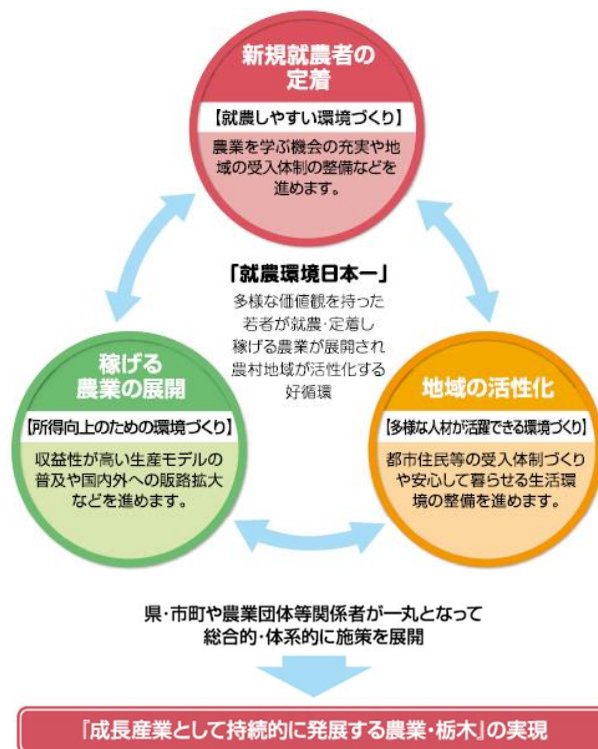 新規就農者の
定着
【就農しやすい環境づくり】
農業を学ぶ機会の充実や地
域の受入体制の整備などを
進めます。
「就農環境日本一」
多様な価値観を持った
若者が就農・定着し
稼げる農業が展開され
農村地域が活性化する
好循環
稼げる
農業の展開
【所得向上のための環境づくり】
収益性が高い生産モデルの
普及や国内外への販路拡大
などを進めます。
地域の活性化
【多様な人材が活躍できる環境づくり】
都市住民等の受入体制づくり
や安心して暮らせる生活環
境の整備を進めます。
県・市町や農業団体等関係者が一丸となって
総合的・体系的に施策を展開
『成長産業として持続的に発展する農業・栃木』の実現